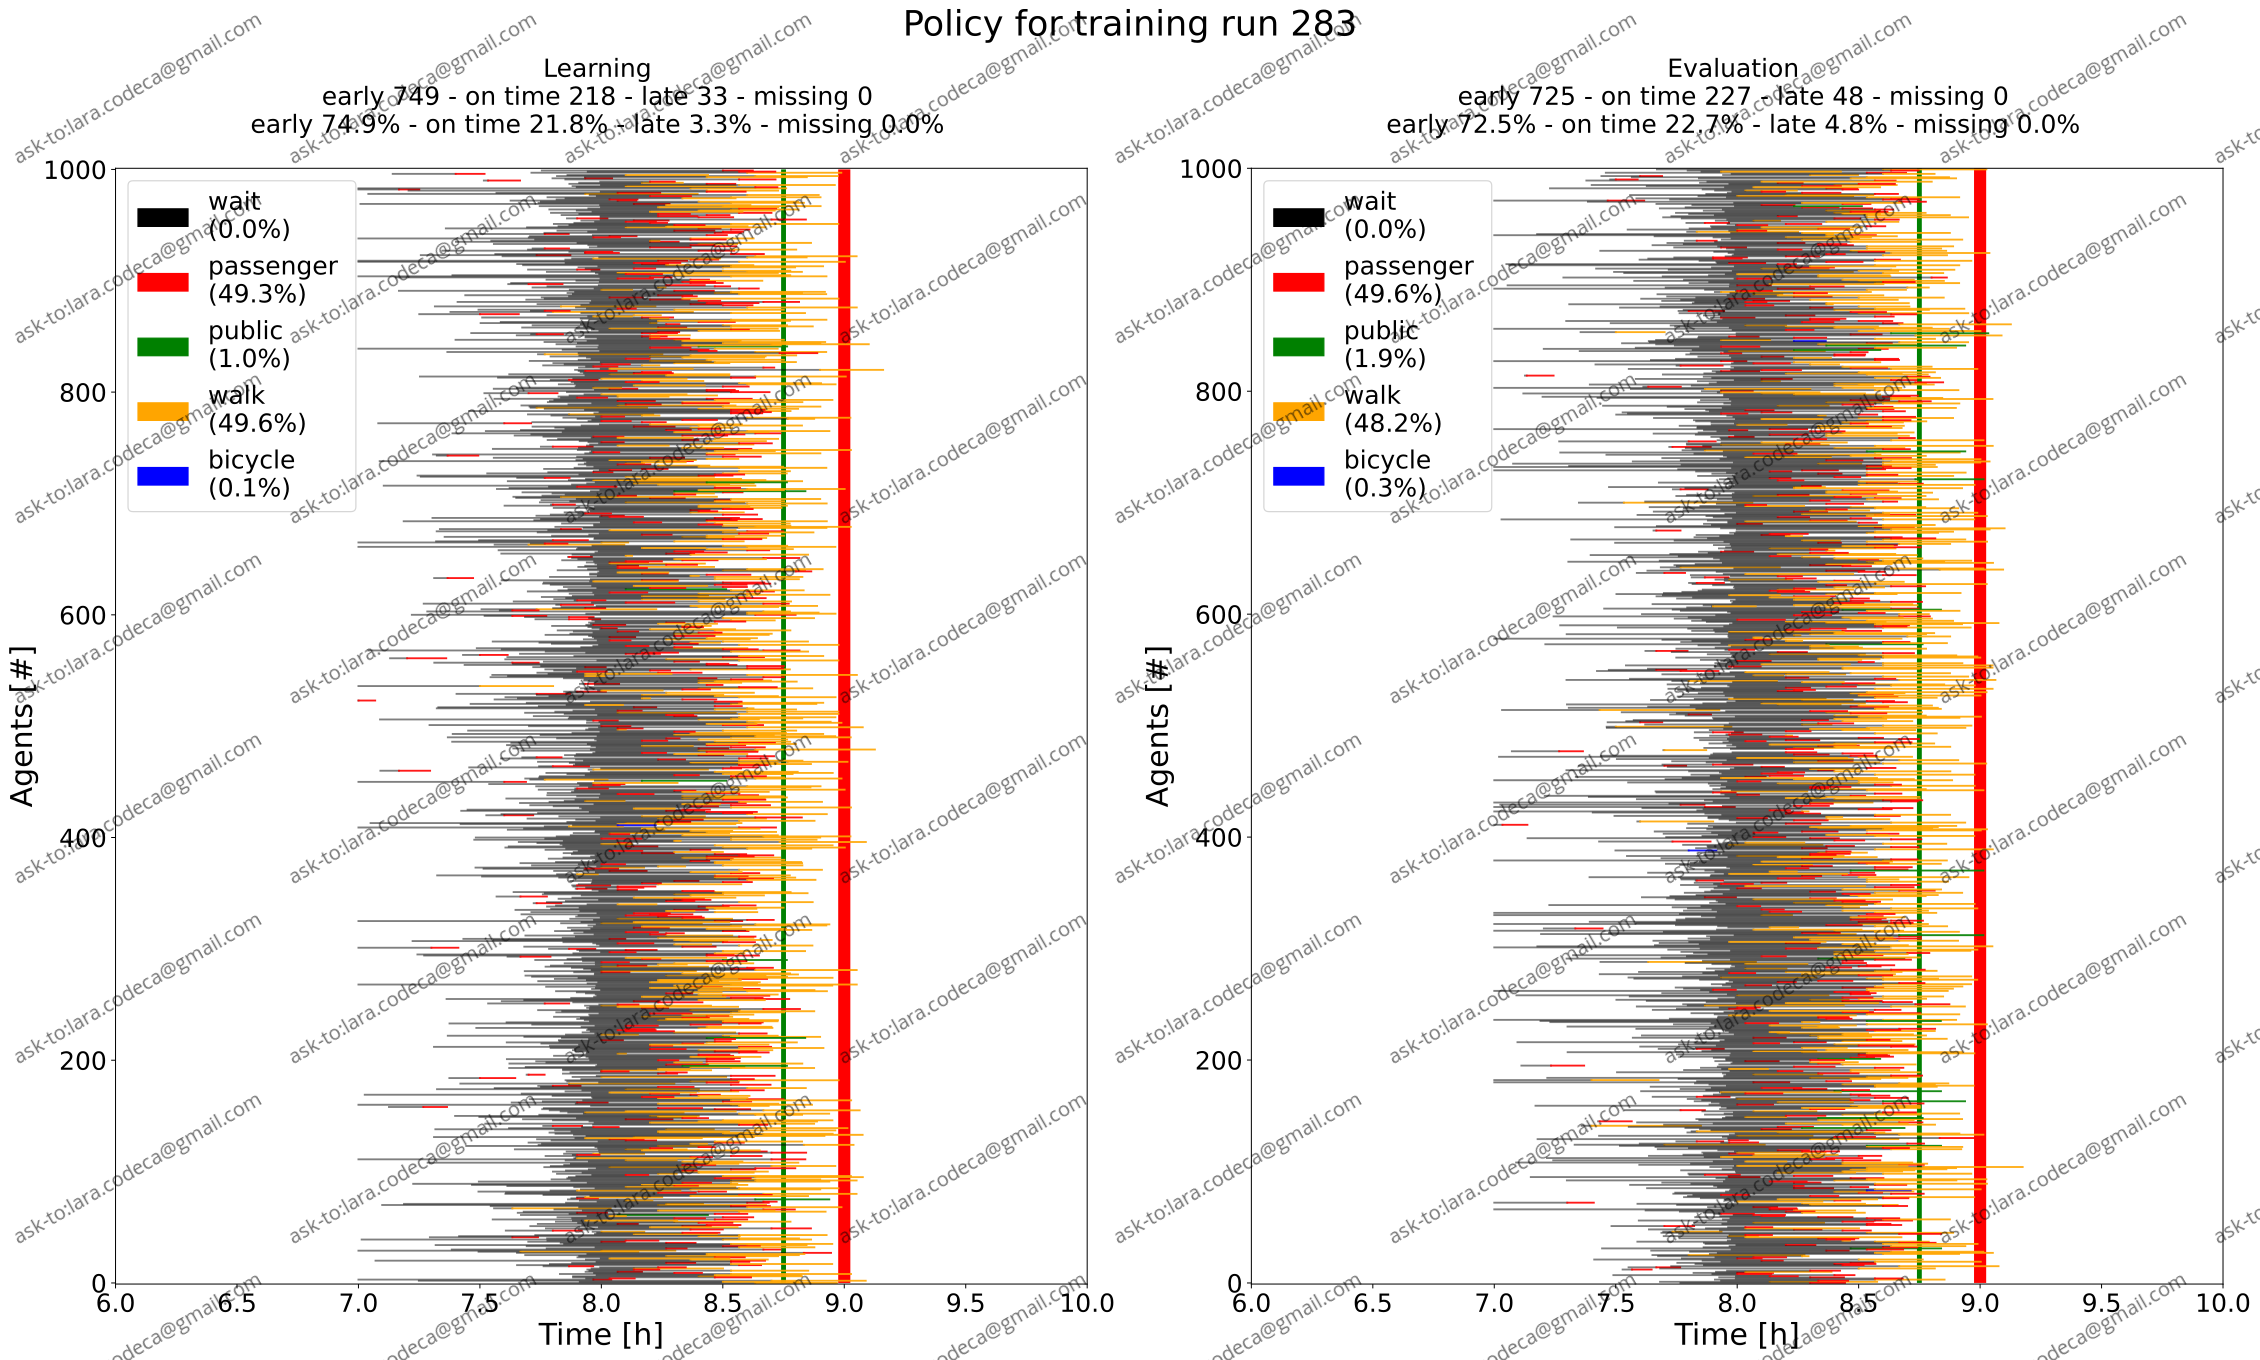 Policy for training run 283
Learning
early 749 - on time 218 - late 33 - missing 0
early 74.9% - on time 21.8% - late 3.3% - missing 0.0%
1000
800
600
400
200
0
Agents [#]
wait
(0.0%)
passenger
(49.3%)
public
(1.0%)
walk
(49.6%)
bicycle
(0.1%)
6.0 6.5 7.0 7.5 8.0 8.5 9.0 9.5 10.0
Time [h]
Evaluation
early 725 - on time 227 - late 48 - missing 0
early 72.5% - on time 22.7% - late 4.8% - missing 0.0%
1000
800
600
400
200
0
Agents [#]
wait
(0.0%)
passenger
(49.6%)
public
(1.9%)
walk
(48.2%)
bicycle
(0.3%)
6.0 6.5 7.0 7.5 8.0 8.5 9.0 9.5 10.0
Time [h]
ask-to:lara.codeca@gmail.com